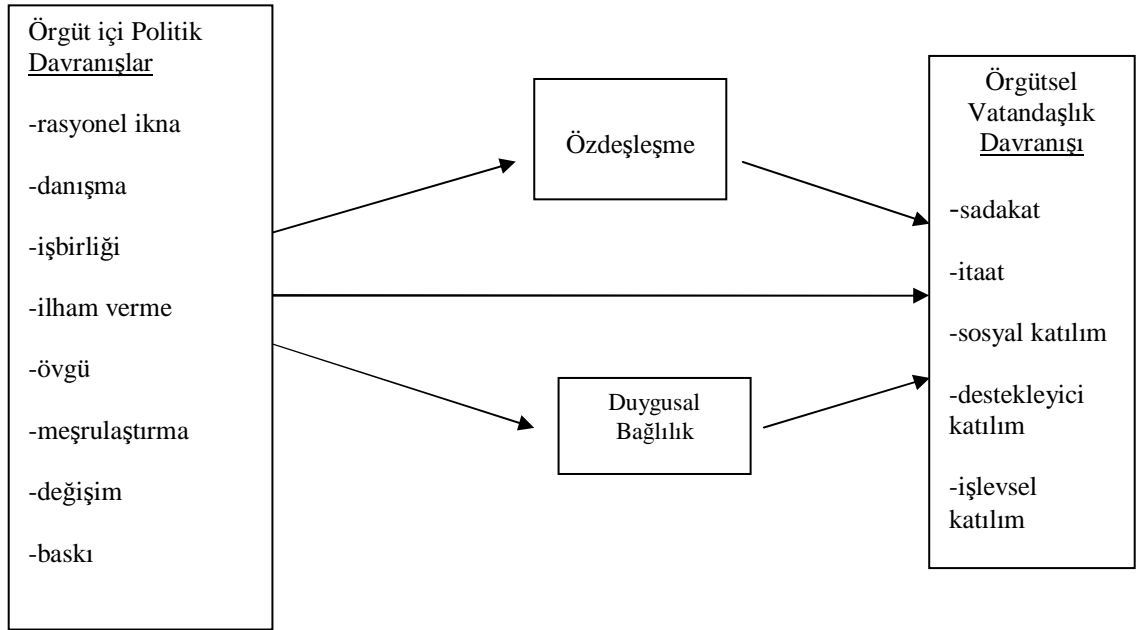 Örgüt içi Politik
Davranışlar
-rasyonel ikna
-danışma
-işbirliği
-ilham verme
-övgü
-meşrulaştırma
-değişim
-baskı
Özdeşleşme
Duygusal
Bağlılık
Örgütsel
Vatandaşlık
Davranışı
-sadakat
-itaat
-sosyal katılım
-destekleyici
katılım
-işlevsel
katılım